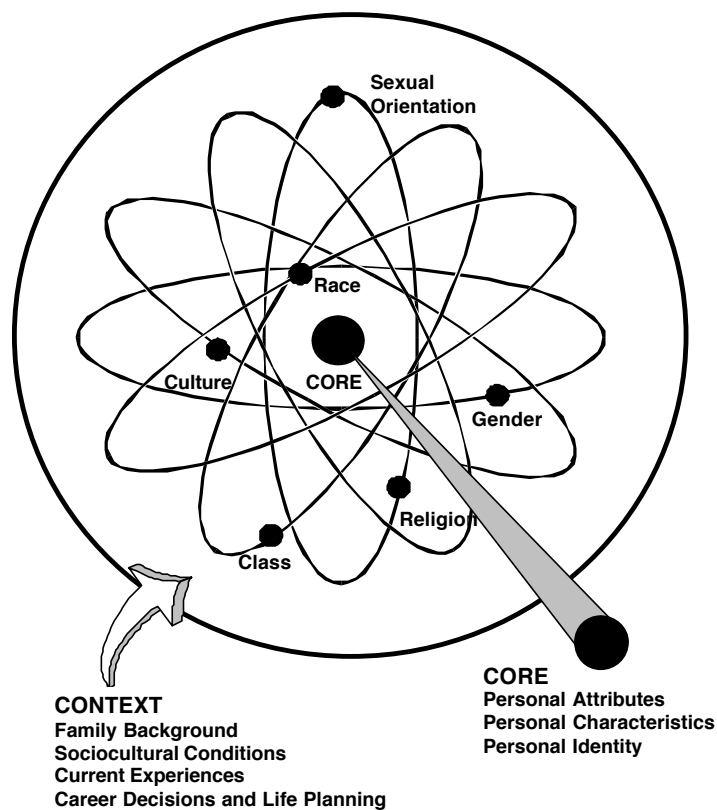 Sexual
Orientation
Race
Culture
CORE
Gender
Religion
Class
CONTEXT
Family Background
Sociocultural Conditions
Current Experiences
Career Decisions and Life Planning
CORE
Personal Attributes
Personal Characteristics
Personal Identity